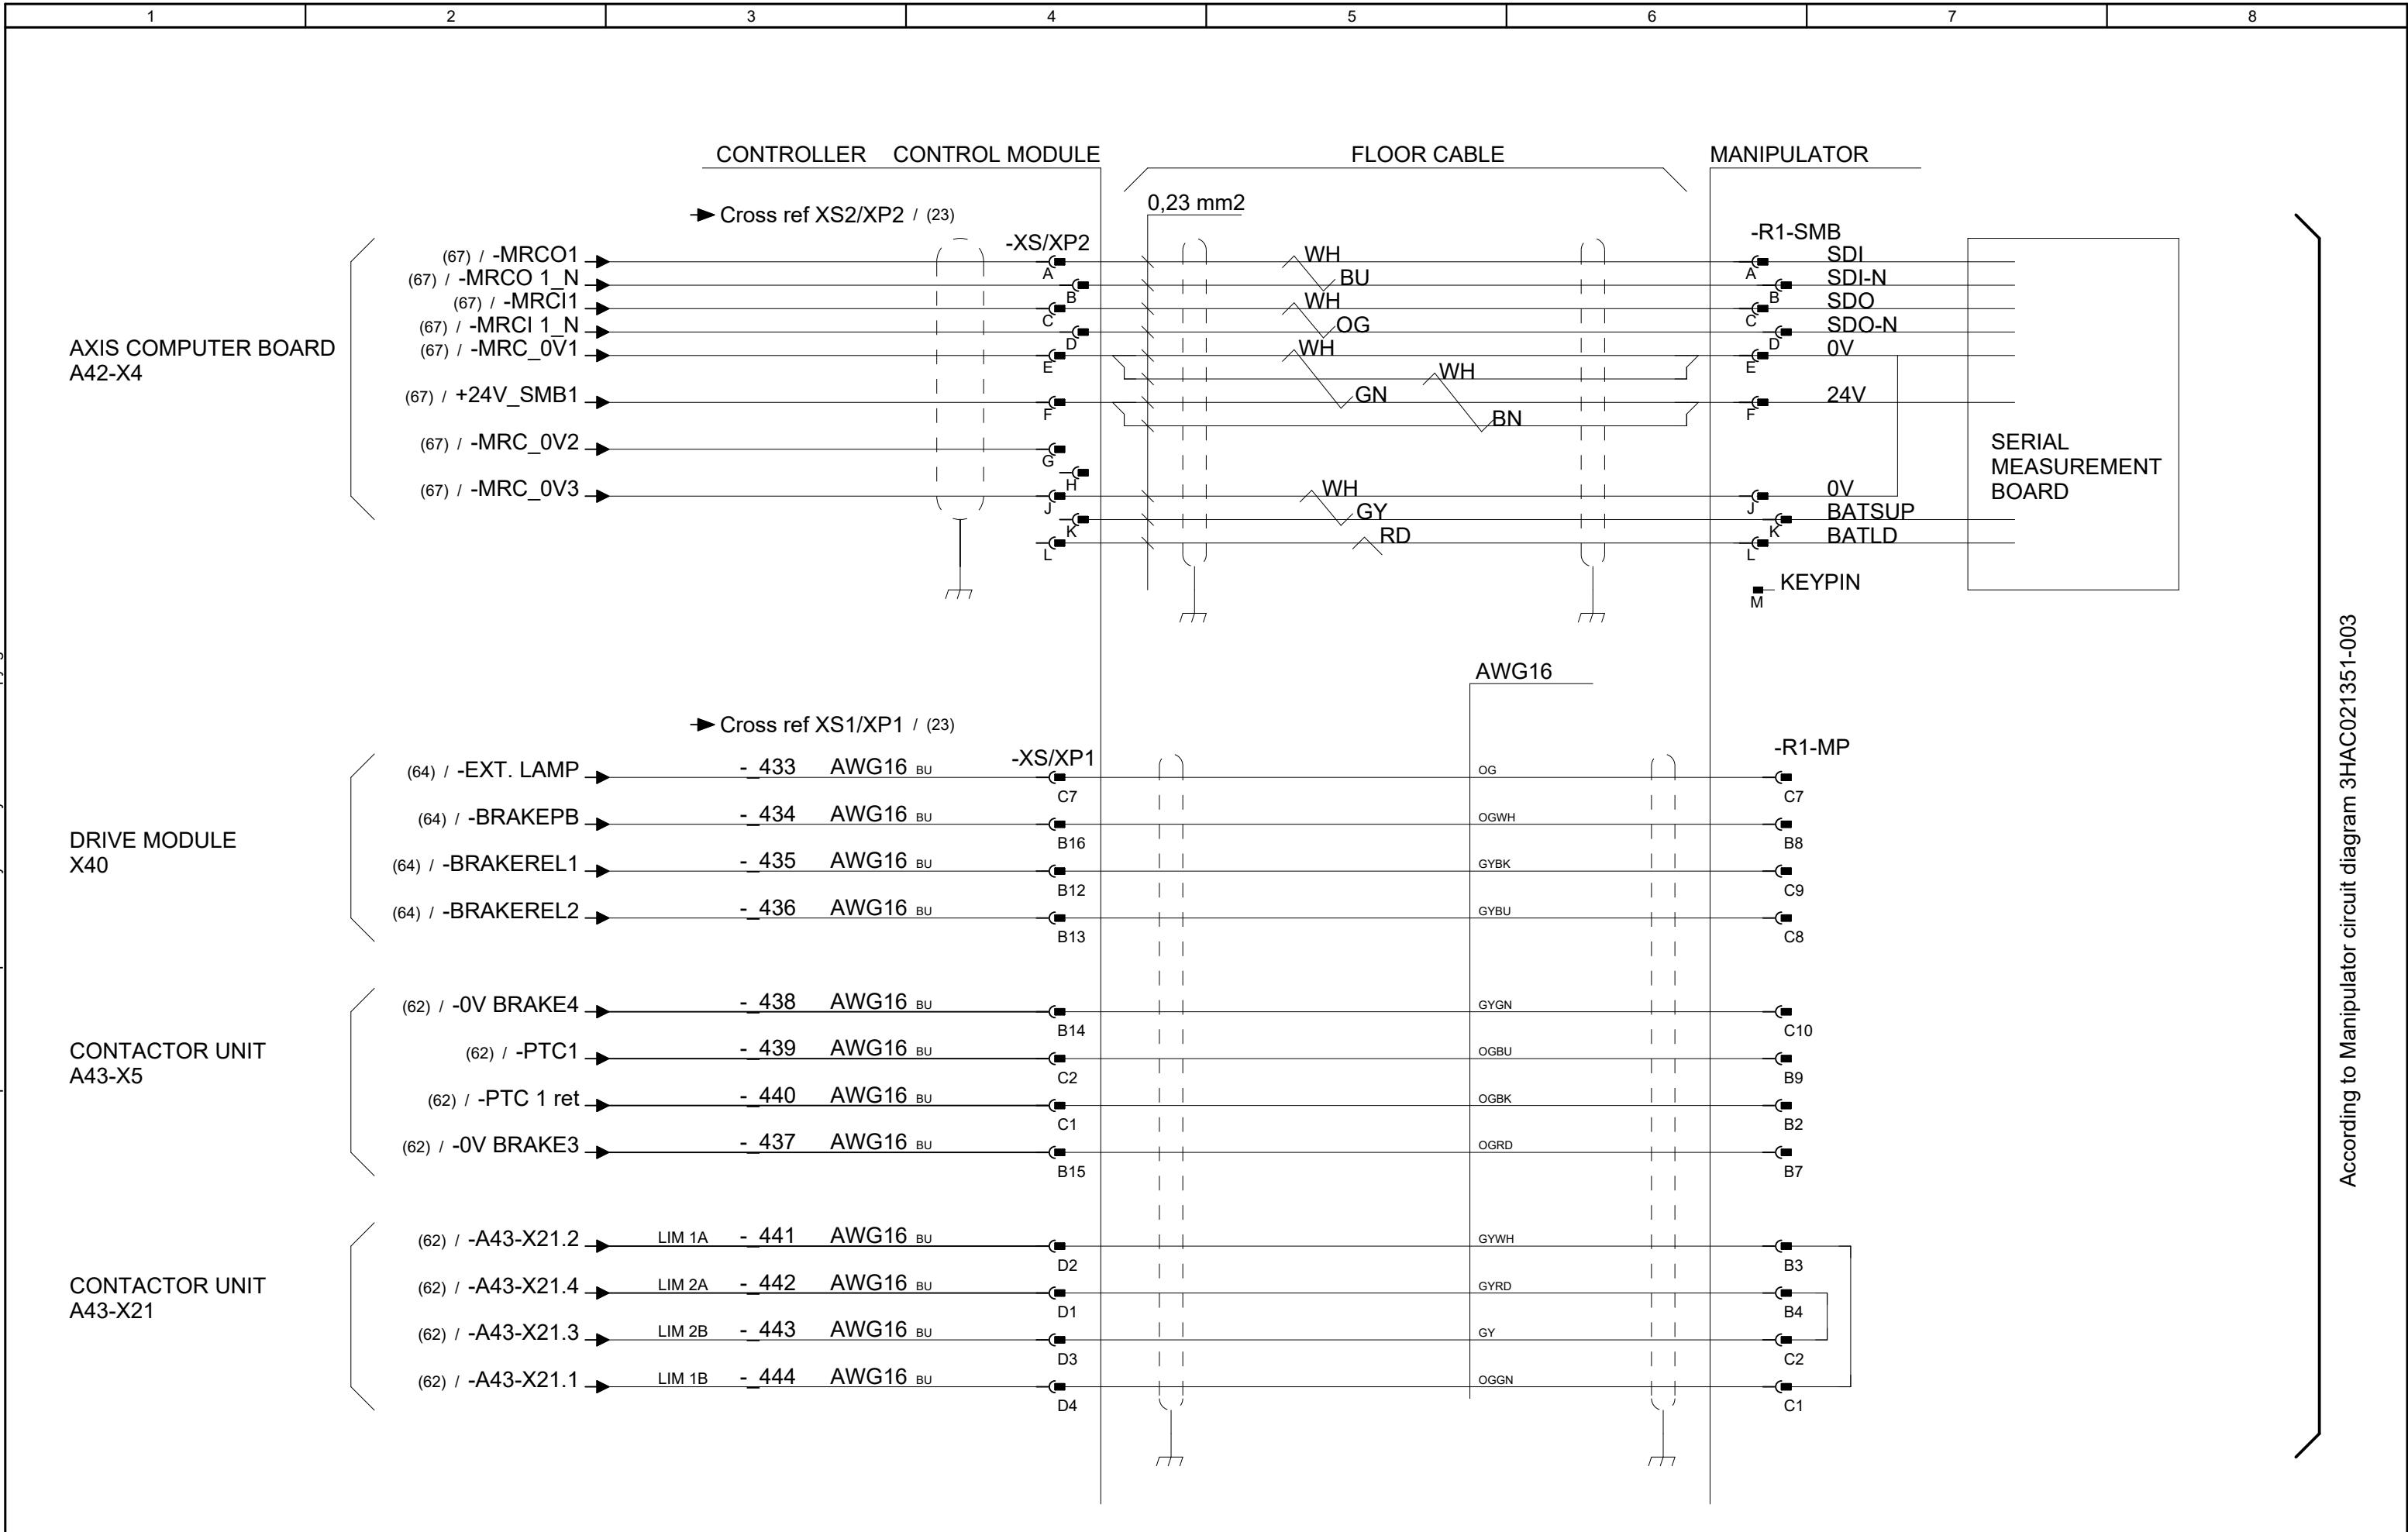 1 2 3 4 5 6 7 8
CONTROLLER CONTROL MODULE FLOOR CABLE MANIPULATOR
0,23 mm2
Cross ref XS2/XP2 / (23)
-XS/XP2 -R1-SMB
AXIS COMPUTER BOARD
A42-X4
(67) / -MRCO1 A WH A SDI
(67) / -MRCO 1_N B BU B SDI-N
(67) / -MRCI1 C WH C SDO
(67) / -MRCI 1_N D OG D SDO-N
(67) / -MRC_0V1 E WH E 0V
WH
(67) / +24V_SMB1 F GN F 24V
BN
(67) / -MRC_0V2 G
H
(67) / -MRC_0V3 J WH J 0V
K GY K BATSUP
L RD L BATLD
M KEYPIN
SERIAL
MEASUREMENT
BOARD
AWG16
Cross ref XS1/XP1 / (23)
-XS/XP1 -R1-MP
DRIVE MODULE
X40
(64) / -EXT. LAMP -_433 AWG16 BU C7 OG C7
(64) / -BRAKEPB -_434 AWG16 BU B16 OGWH B8
(64) / -BRAKEREL1 -_435 AWG16 BU B12 GYBK C9
(64) / -BRAKEREL2 -_436 AWG16 BU B13 GYBU C8
CONTACTOR UNIT
A43-X5
(62) / -0V BRAKE4 -_438 AWG16 BU B14 GYGN C10
(62) / -PTC1 -_439 AWG16 BU C2 OGBU B9
(62) / -PTC 1 ret -_440 AWG16 BU C1 OGBK B2
(62) / -0V BRAKE3 -_437 AWG16 BU B15 OGRD B7
CONTACTOR UNIT
A43-X21
(62) / -A43-X21.2 LIM 1A -_441 AWG16 BU D2 GYWH B3
(62) / -A43-X21.4 LIM 2A -_442 AWG16 BU D1 GYRD B4
(62) / -A43-X21.3 LIM 2B -_443 AWG16 BU D3 GY C2
(62) / -A43-X21.1 LIM 1B -_444 AWG16 BU D4 OGGN C1
According to Manipulator circuit diagram 3HAC021351-003